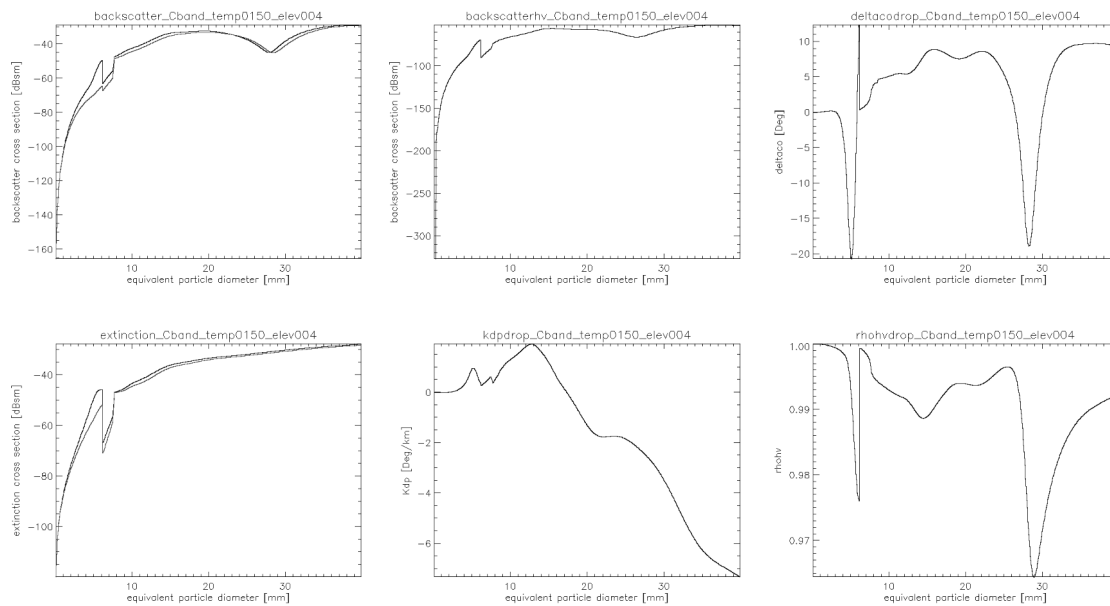 backscatter_Cband_temp0150_elev004
backscatter cross section [dBsm]
-40
-60
-80
-100
-120
-140
-160
10
20
30
equivalent particle diameter [mm]
backscatterhv_Cband_temp0150_elev004
backscatter cross section [dBsm]
-100
-150
-200
-250
-300
10
20
30
equivalent particle diameter [mm]
deltacodrop_Cband_temp0150_elev004
deltaco [Deg]
10
5
0
-5
-10
-15
-20
10
20
30
equivalent particle diameter [mm]
extinction_Cband_temp0150_elev004
extinction cross section [dBsm]
-40
-60
-80
-100
10
20
30
equivalent particle diameter [mm]
kdpdrop_Cband_temp0150_elev004
Kdp [Deg/km]
0
-2
-4
-6
10
20
30
equivalent particle diameter [mm]
rhohvdrop_Cband_temp0150_elev004
rhohv
1.00
0.99
0.98
0.97
10
20
30
equivalent particle diameter [mm]